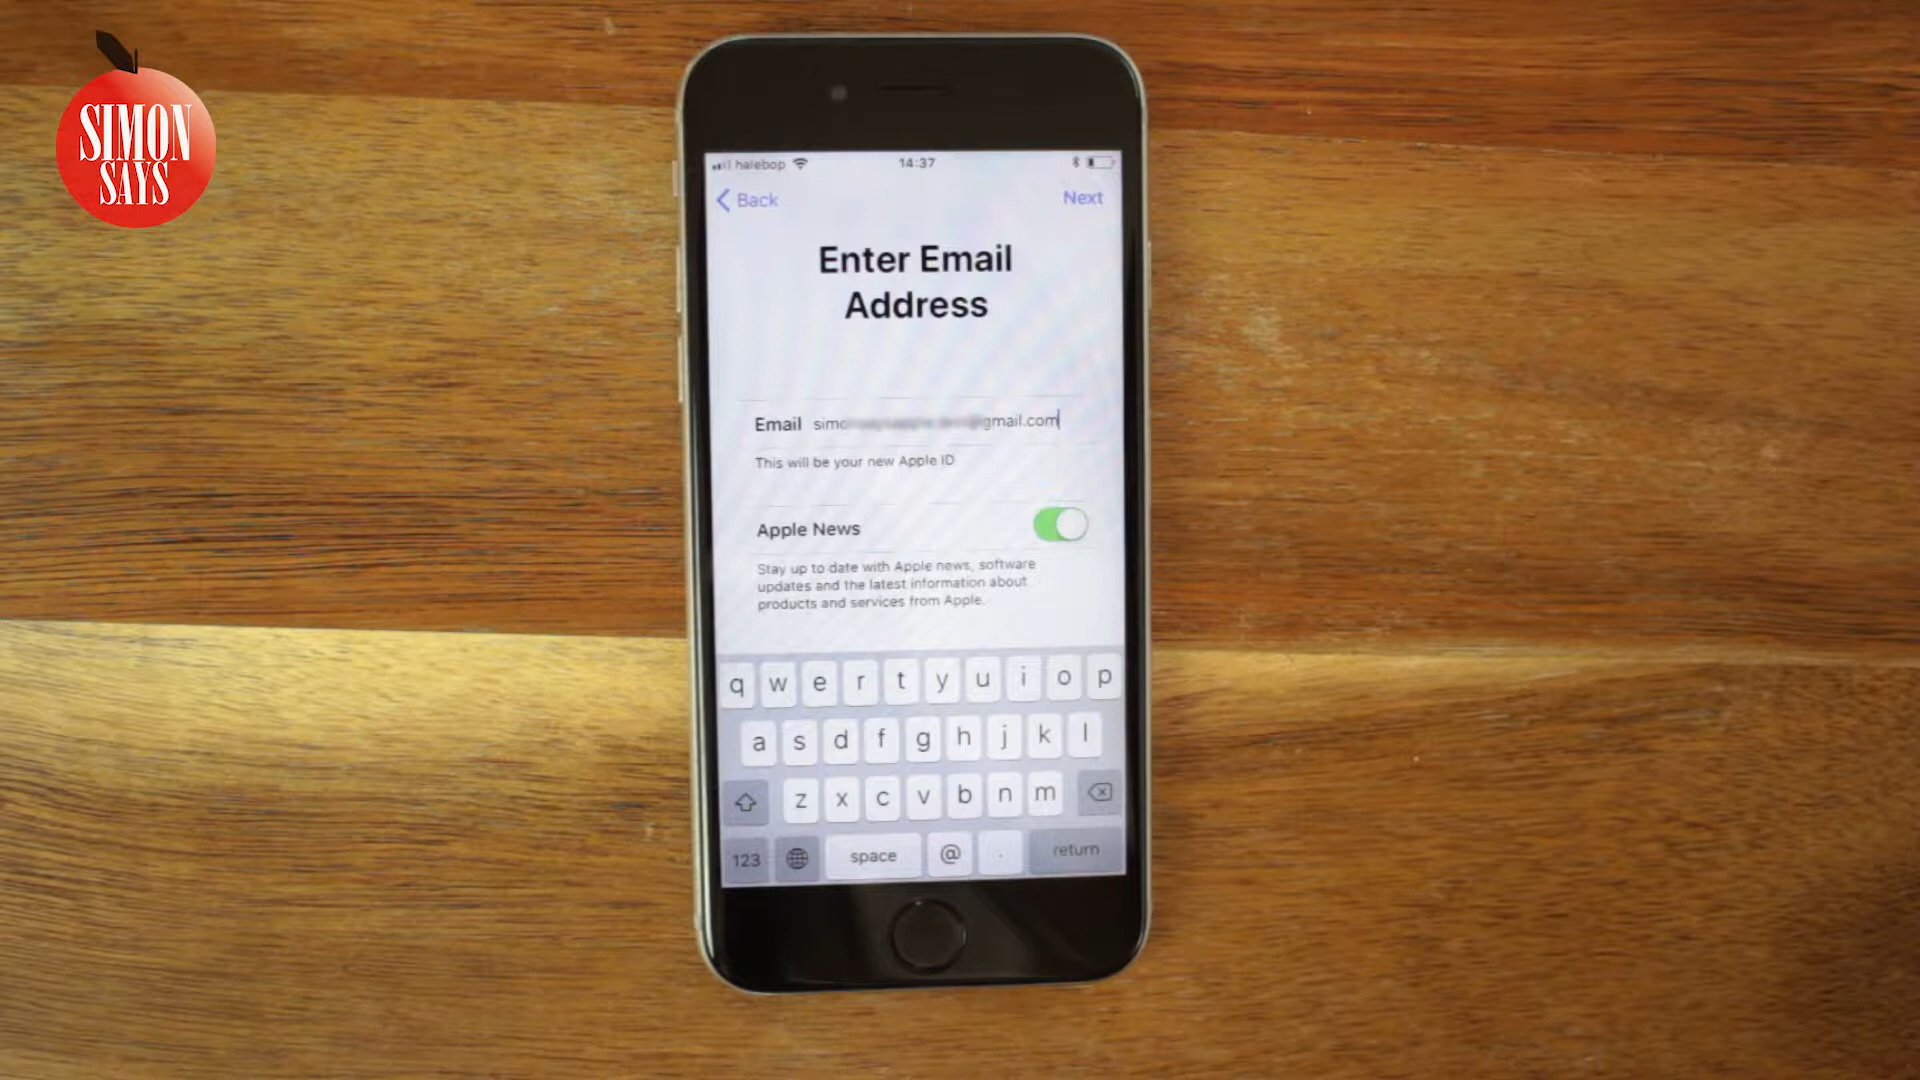 SIMON
SAYS
halebop
14:37
Back
Next
Enter Email
Address
Email simo gmail.com
This will be your new Apple ID
Apple News
Stay up to date with Apple news, software
updates and the latest information about
products and services from Apple.
q w e r t y u i o p
a s d f g h j k l
z x c v b n m
123 space @ . return